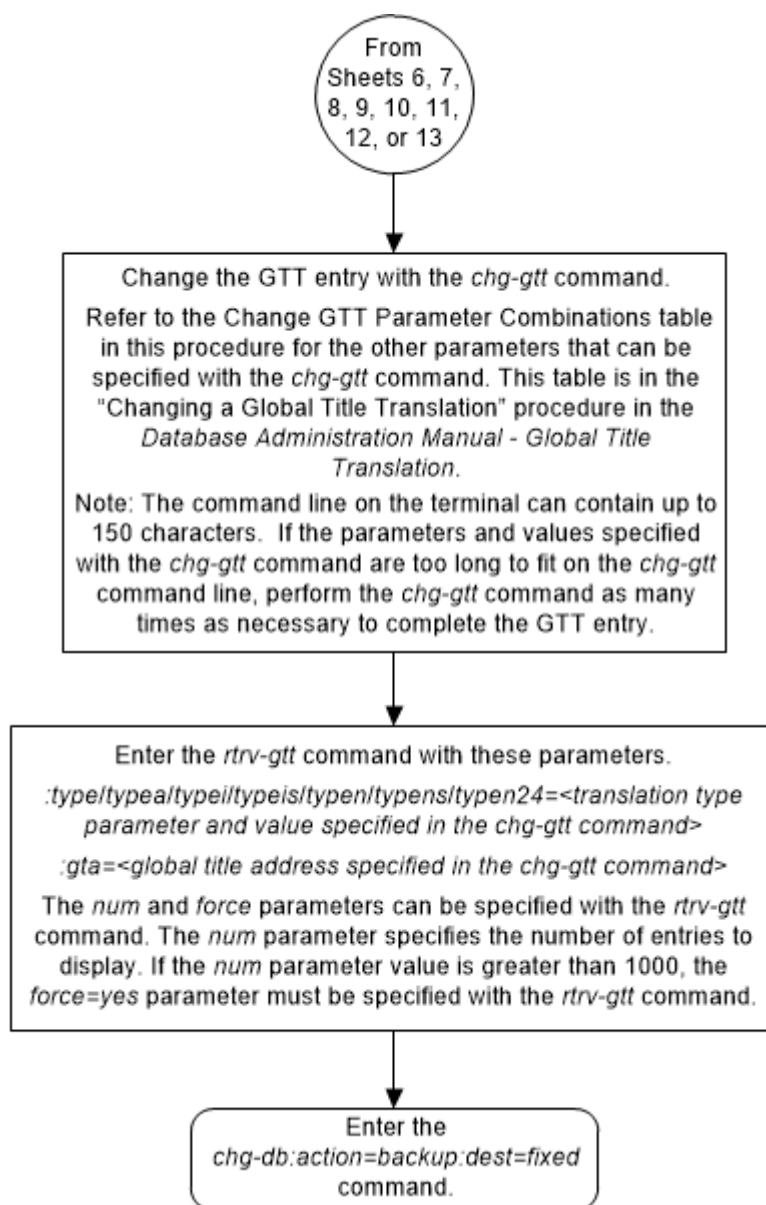 From
Sheets 6, 7,
8, 9, 10, 11,
12, or 13
Change the GTT entry with the chg-gtt command.
Refer to the Change GTT Parameter Combinations table
in this procedure for the other parameters that can be
specified with the chg-gtt command. This table is in the
“Changing a Global Title Translation” procedure in the
Database Administration Manual - Global Title
Translation.
Note: The command line on the terminal can contain up to
150 characters.  If the parameters and values specified
with the chg-gtt command are too long to fit on the chg-gtt
command line, perform the chg-gtt command as many
times as necessary to complete the GTT entry.
Enter the rtrv-gtt command with these parameters.
:type/typea/typei/typeis/typen/typens/typen24=<translation type
parameter and value specified in the chg-gtt command>
:gta=<global title address specified in the chg-gtt command>
The num and force parameters can be specified with the rtrv-gtt
command. The num parameter specifies the number of entries to
display. If the num parameter value is greater than 1000, the
force=yes parameter must be specified with the rtrv-gtt command.
Enter the
chg-db:action=backup:dest=fixed
command.